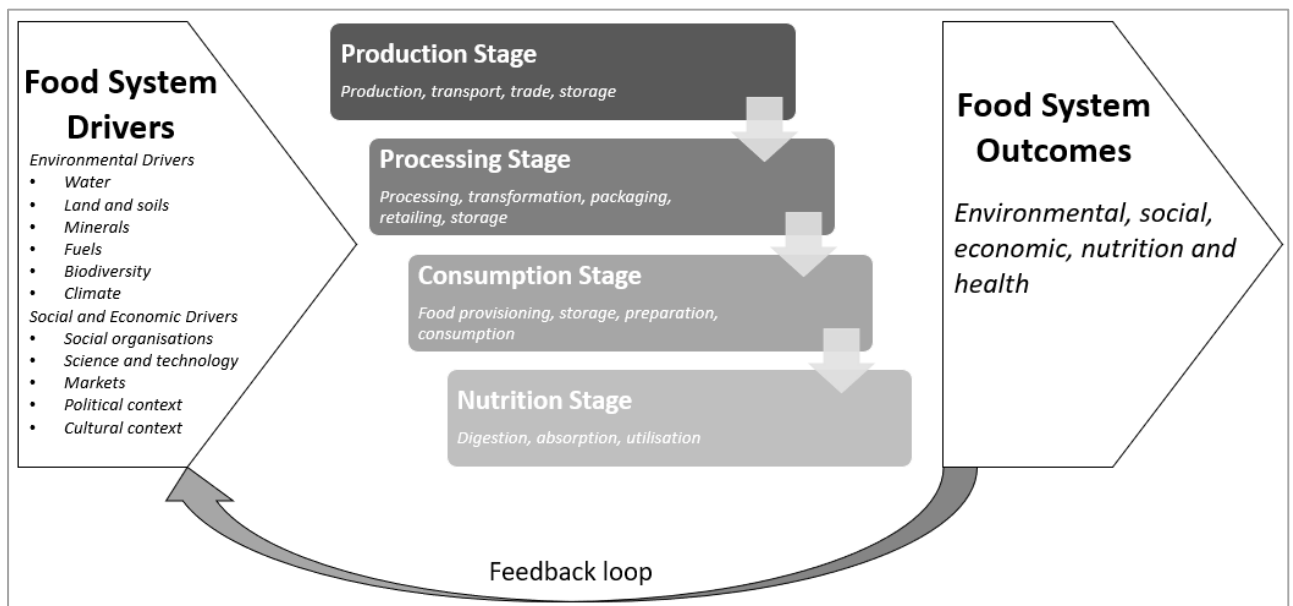 Food System
Drivers
Environmental Drivers
• Water
• Land and soils
• Minerals
• Fuels
• Biodiversity
• Climate
Social and Economic Drivers
• Social organisations
• Science and technology
• Markets
• Political context
• Cultural context
Production Stage
Production, transport, trade, storage
Processing Stage
Processing, transformation, packaging,
retailing, storage
Consumption Stage
Food provisioning, storage, preparation,
consumption
Nutrition Stage
Digestion, absorption, utilisation
Food System
Outcomes
Environmental, social,
economic, nutrition and
health
Feedback loop